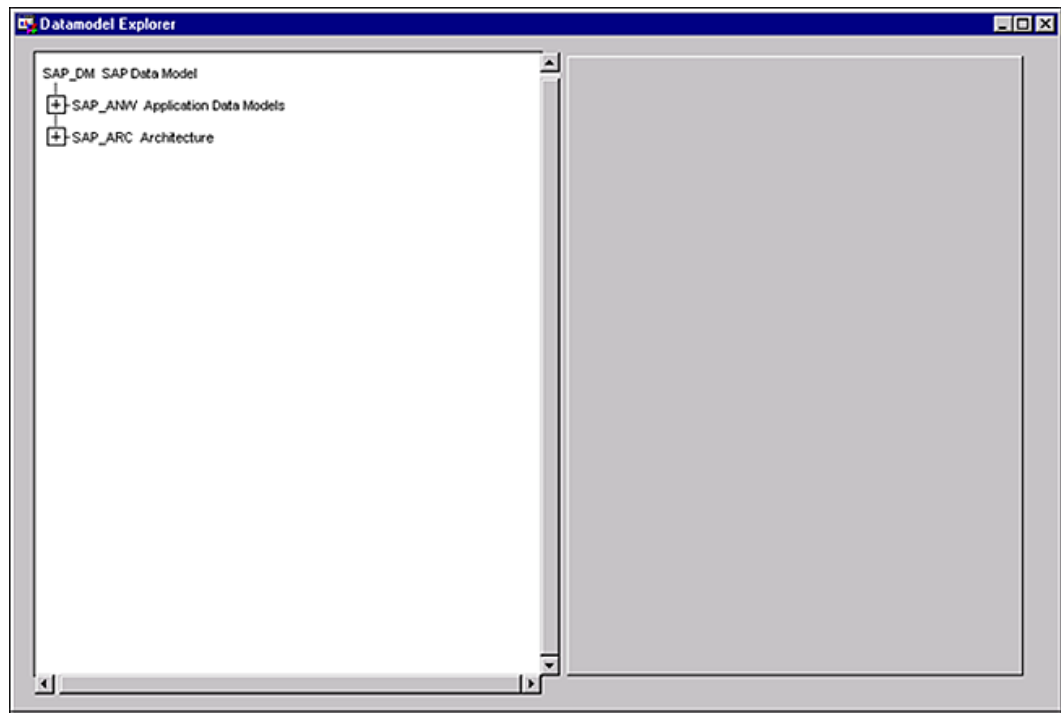 Datamodel Explorer
SAP_DM SAP Data Model
SAP_ANW Application Data Models
SAP_ARC Architecture